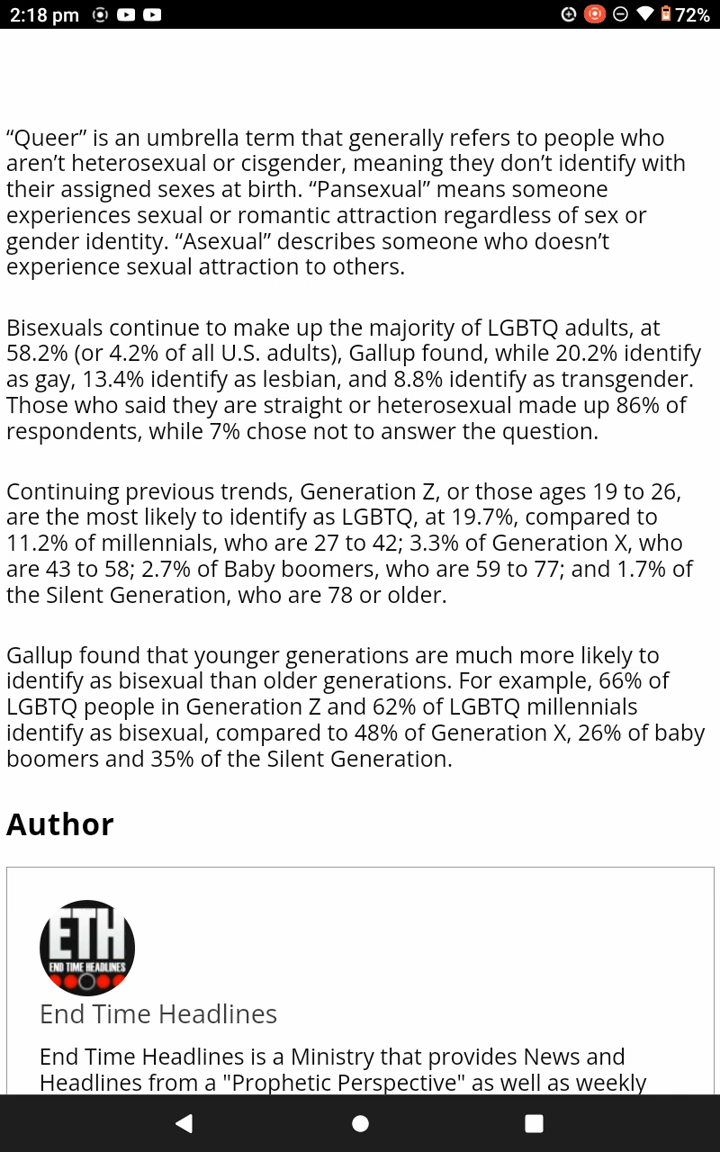 2:18 pm
72%
“Queer” is an umbrella term that generally refers to people who
aren’t heterosexual or cisgender, meaning they don’t identify with
their assigned sexes at birth. “Pansexual” means someone
experiences sexual or romantic attraction regardless of sex or
gender identity. “Asexual” describes someone who doesn’t
experience sexual attraction to others.
Bisexuals continue to make up the majority of LGBTQ adults, at
58.2% (or 4.2% of all U.S. adults), Gallup found, while 20.2% identify
as gay, 13.4% identify as lesbian, and 8.8% identify as transgender.
Those who said they are straight or heterosexual made up 86% of
respondents, while 7% chose not to answer the question.
Continuing previous trends, Generation Z, or those ages 19 to 26,
are the most likely to identify as LGBTQ, at 19.7%, compared to
11.2% of millennials, who are 27 to 42; 3.3% of Generation X, who
are 43 to 58; 2.7% of Baby boomers, who are 59 to 77; and 1.7% of
the Silent Generation, who are 78 or older.
Gallup found that younger generations are much more likely to
identify as bisexual than older generations. For example, 66% of
LGBTQ people in Generation Z and 62% of LGBTQ millennials
identify as bisexual, compared to 48% of Generation X, 26% of baby
boomers and 35% of the Silent Generation.
Author
ETH
END TIME HEADLINES
End Time Headlines
End Time Headlines is a Ministry that provides News and
Headlines from a "Prophetic Perspective" as well as weekly